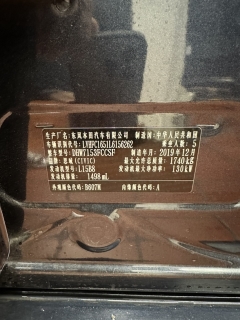 生产厂名：东风本田汽车有限公司 制造国：中华人民共和国
车辆识别代号：LVHFC1651L6156262 乘坐人数：5
整车型号：DHW7153FCCSF 制造年月：2019年12月
品牌：思域(CIVIC) 最大允许总质量：1740kg
发动机型号：L15B8 发动机最大净功率：130kW
发动机排量：1498mL
外饰颜色代码：B607M 内饰颜色代码：A